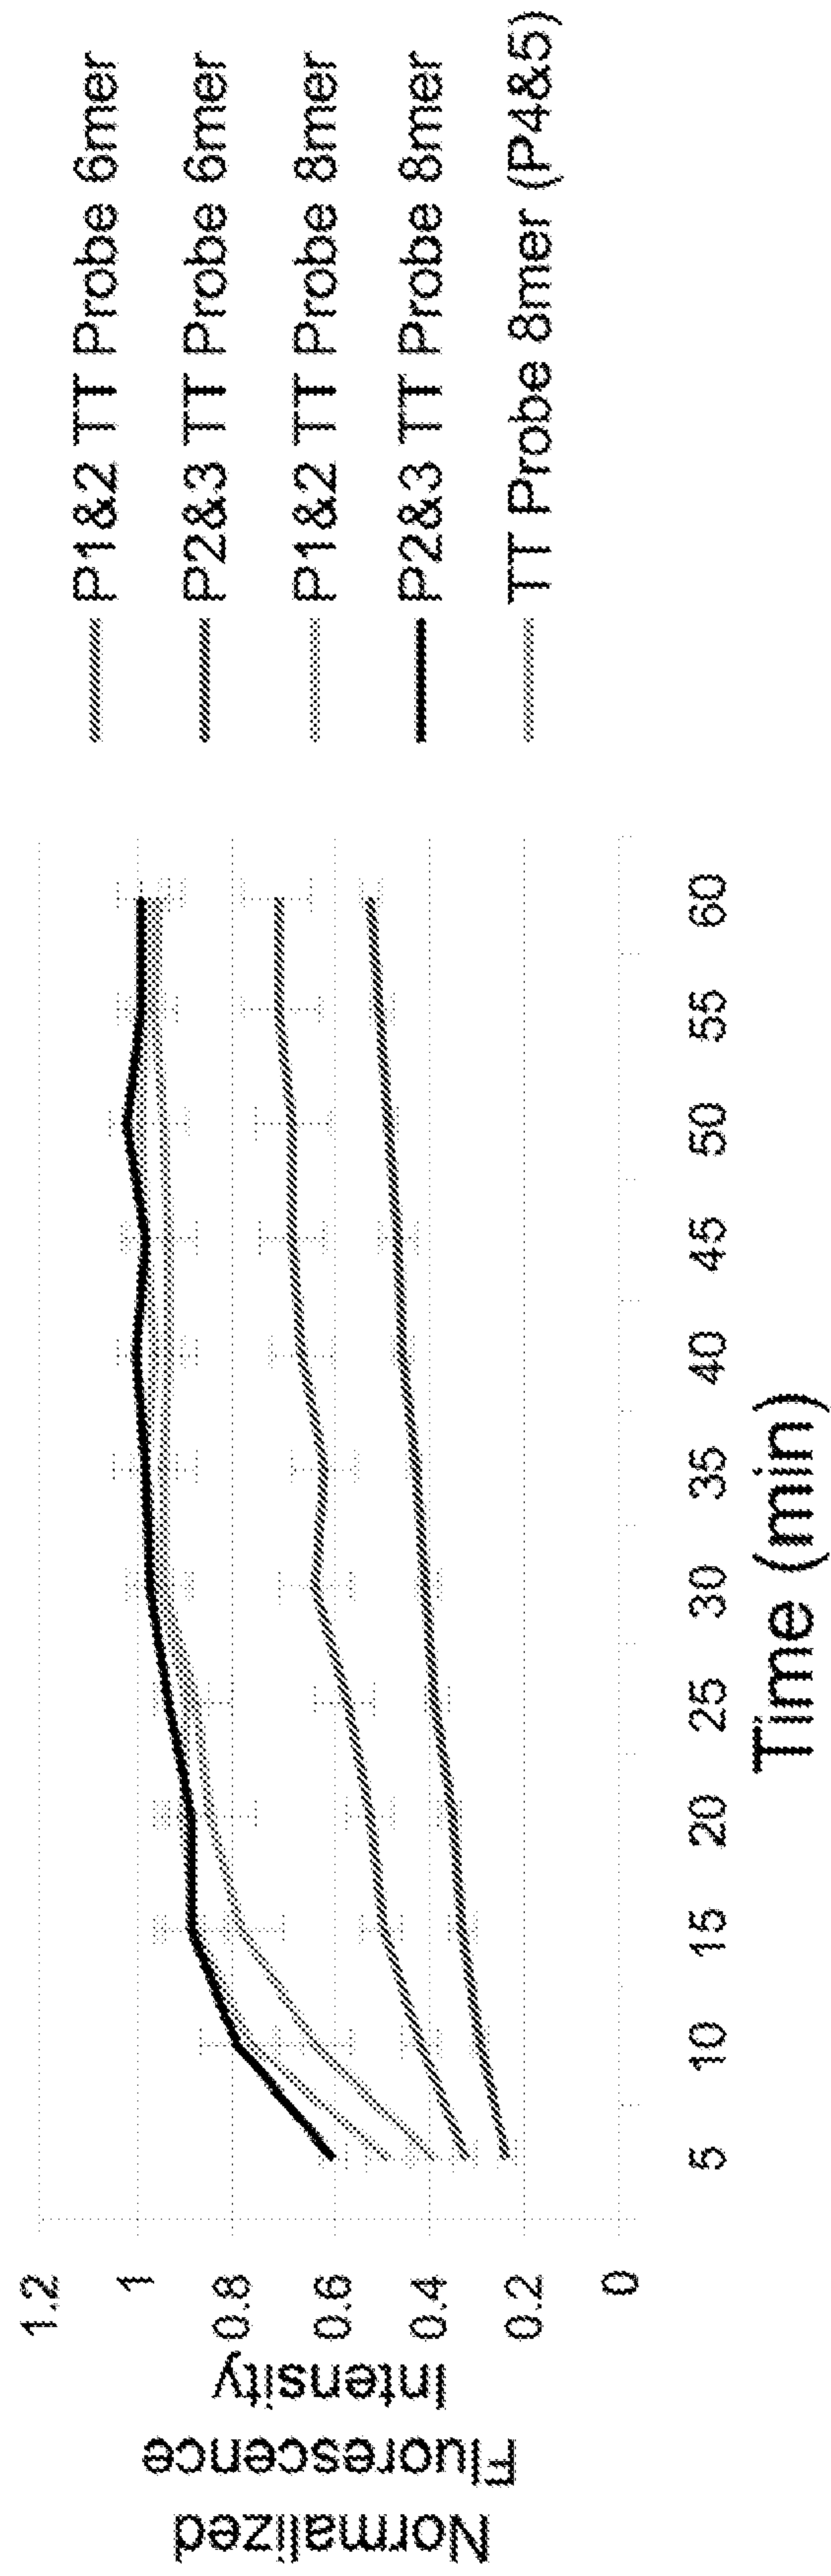 Normalized
Fluorescence
Intensity
1.2
1
0.8
0.6
0.4
0.2
0
5 10 15 20 25 30 35 40 45 50 55 60
Time (min)
P1&2 TT Probe 6mer
P2&3 TT Probe 6mer
P1&2 TT Probe 8mer
P2&3 TT Probe 8mer
TT Probe 8mer (P4&5)